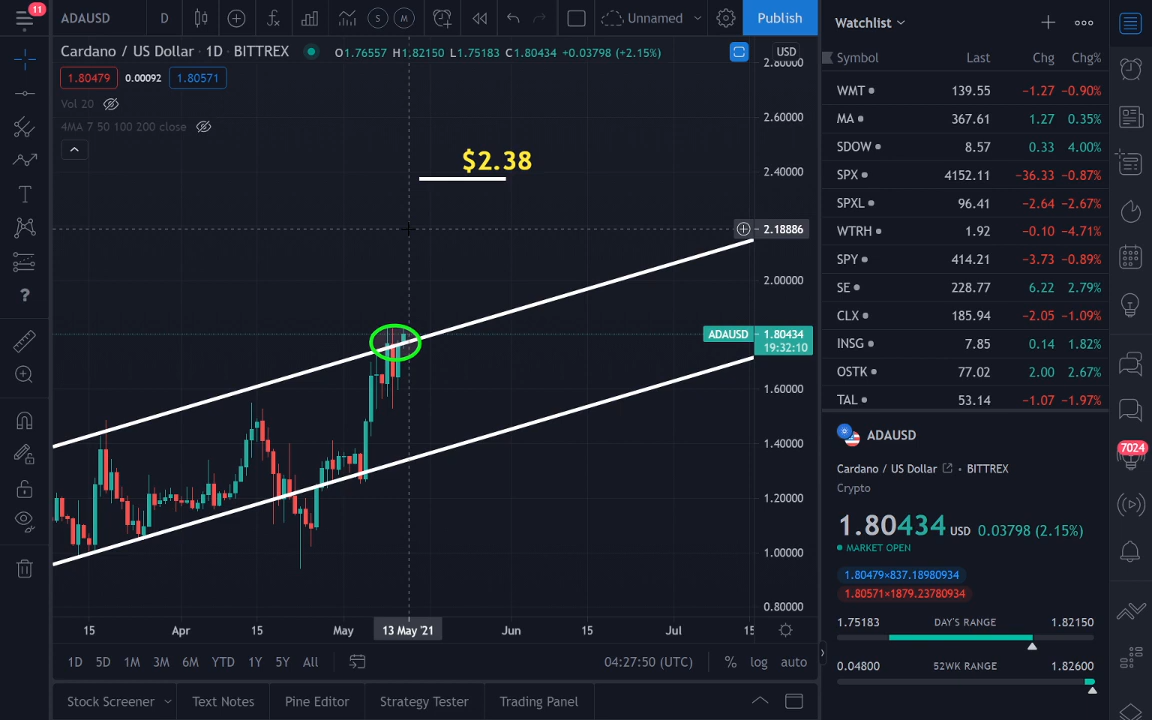 11
ADAUSD D Unnamed Publish
Cardano / US Dollar · 1D · BITTREX O1.76557 H1.82150 L1.75183 C1.80434 +0.03798 (+2.15%)
1.80479 0.00092 1.80571
Vol 20
4MA 7 50 100 200 close
$2.38
USD
2.80000
2.60000
2.40000
2.18886
2.00000
ADAUSD 1.80434
19:32:10
1.60000
1.40000
1.20000
1.00000
0.80000
15 Apr 15 May 13 May '21 Jun 15 Jul 15
1D 5D 1M 3M 6M YTD 1Y 5Y All 04:27:50 (UTC) % log auto
Stock Screener Text Notes Pine Editor Strategy Tester Trading Panel
Watchlist
Symbol Last Chg Chg%
WMT 139.55 −1.27 −0.90%
MA 367.61 1.27 0.35%
SDOW 8.57 0.33 4.00%
SPX 4152.11 −36.33 −0.87%
SPXL 96.41 −2.64 −2.67%
WTRH 1.92 −0.10 −4.71%
SPY 414.21 −3.73 −0.89%
SE 228.77 6.22 2.79%
CLX 185.94 −2.05 −1.09%
INSG 7.85 0.14 1.82%
OSTK 77.02 2.00 2.67%
TAL 53.14 −1.07 −1.97%
ADAUSD
Cardano / US Dollar • BITTREX
Crypto
1.80434 USD 0.03798 (2.15%)
MARKET OPEN
1.80479×837.18980934
1.80571×1879.23780934
1.75183 DAY'S RANGE 1.82150
0.04800 52WK RANGE 1.82600
7024